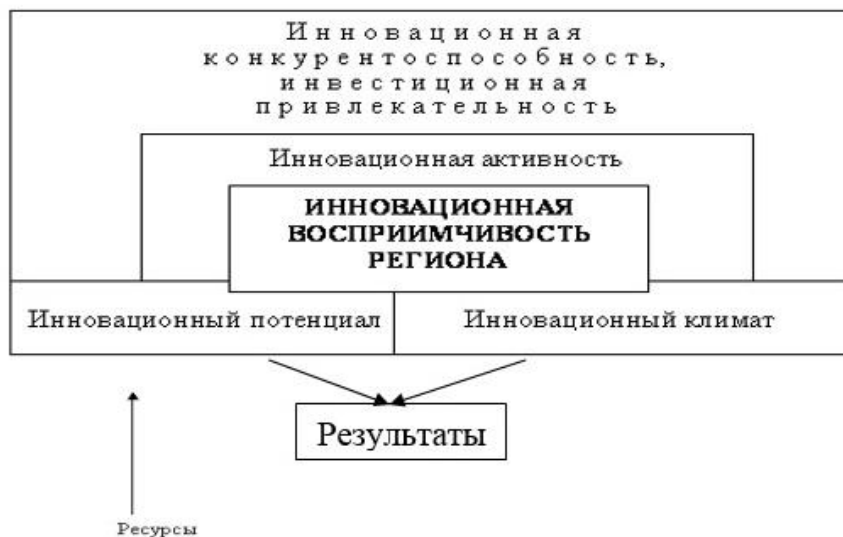 Инновационная
конкурентоспособность,
инвестиционная
привлекательность
Инновационная активность
ИННОВАЦИОННАЯ
ВОСПРИИМЧИВОСТЬ
РЕГИОНА
Инновационный потенциал
Инновационный климат
Результаты
Ресурсы